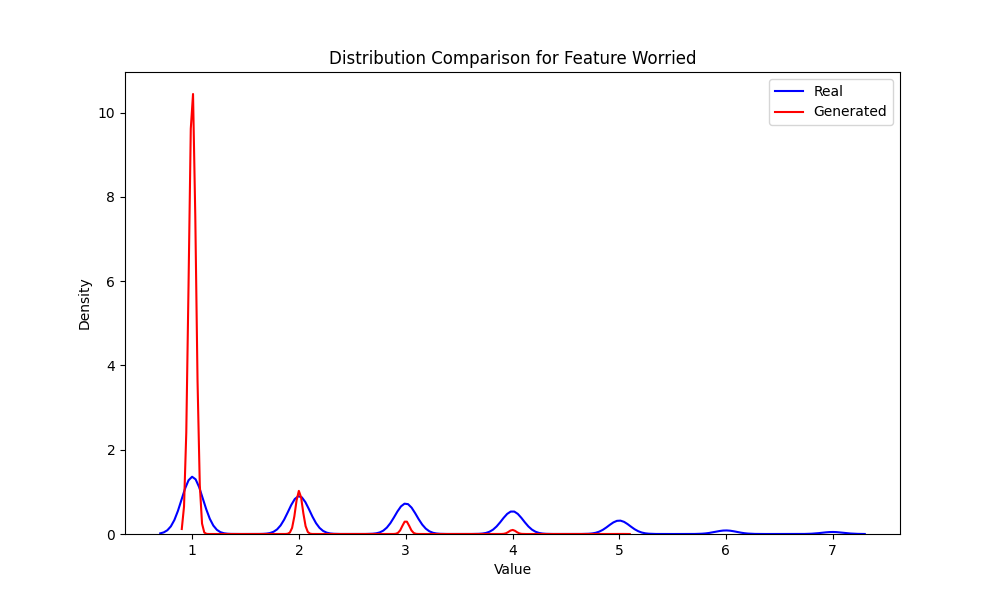 Distribution Comparison for Feature Worried
Real
Generated
10
8
6
4
2
0
Density
1 2 3 4 5 6 7
Value